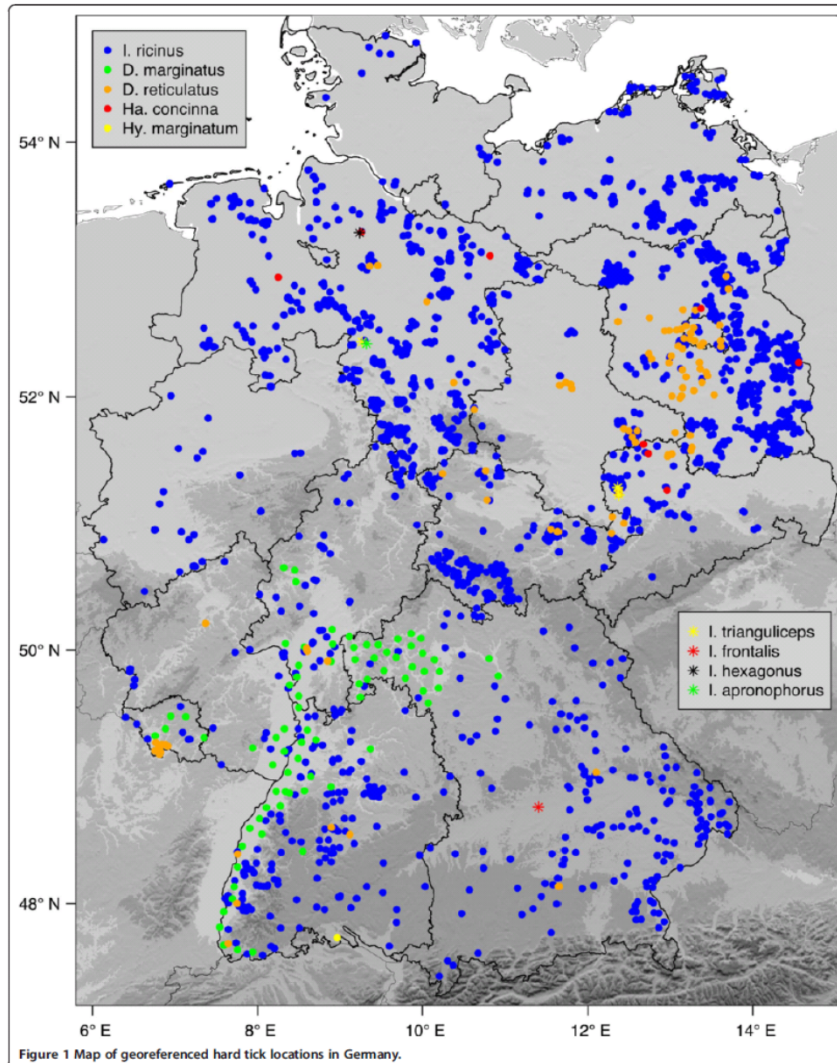 I. ricinus
D. marginatus
D. reticulatus
Ha. concinna
Hy. marginatum
54° N
52° N
50° N
I. trianguliceps
I. frontalis
I. hexagonus
I. apronophorus
48° N
6° E
8° E
10° E
12° E
14° E
Figure 1 Map of georeferenced hard tick locations in Germany.